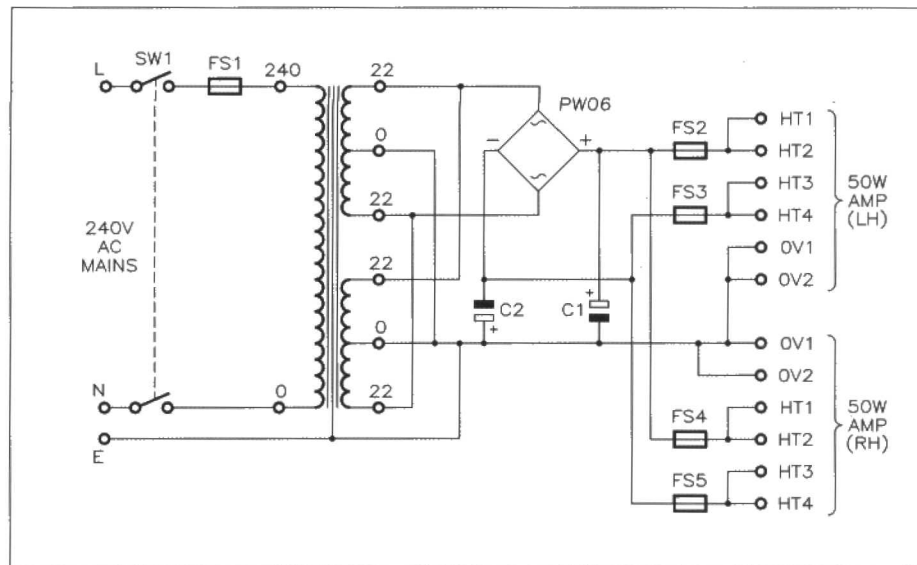 L
SW1
FS1
240
22
0
22
22
0
22
0
240V
AC
MAINS
N
E
PW06
~
~
−
+
C2
+
C1
+
FS2
FS3
HT1
HT2
HT3
HT4
0V1
0V2
50W
AMP
(LH)
0V1
0V2
HT1
HT2
HT3
HT4
FS4
FS5
50W
AMP
(RH)